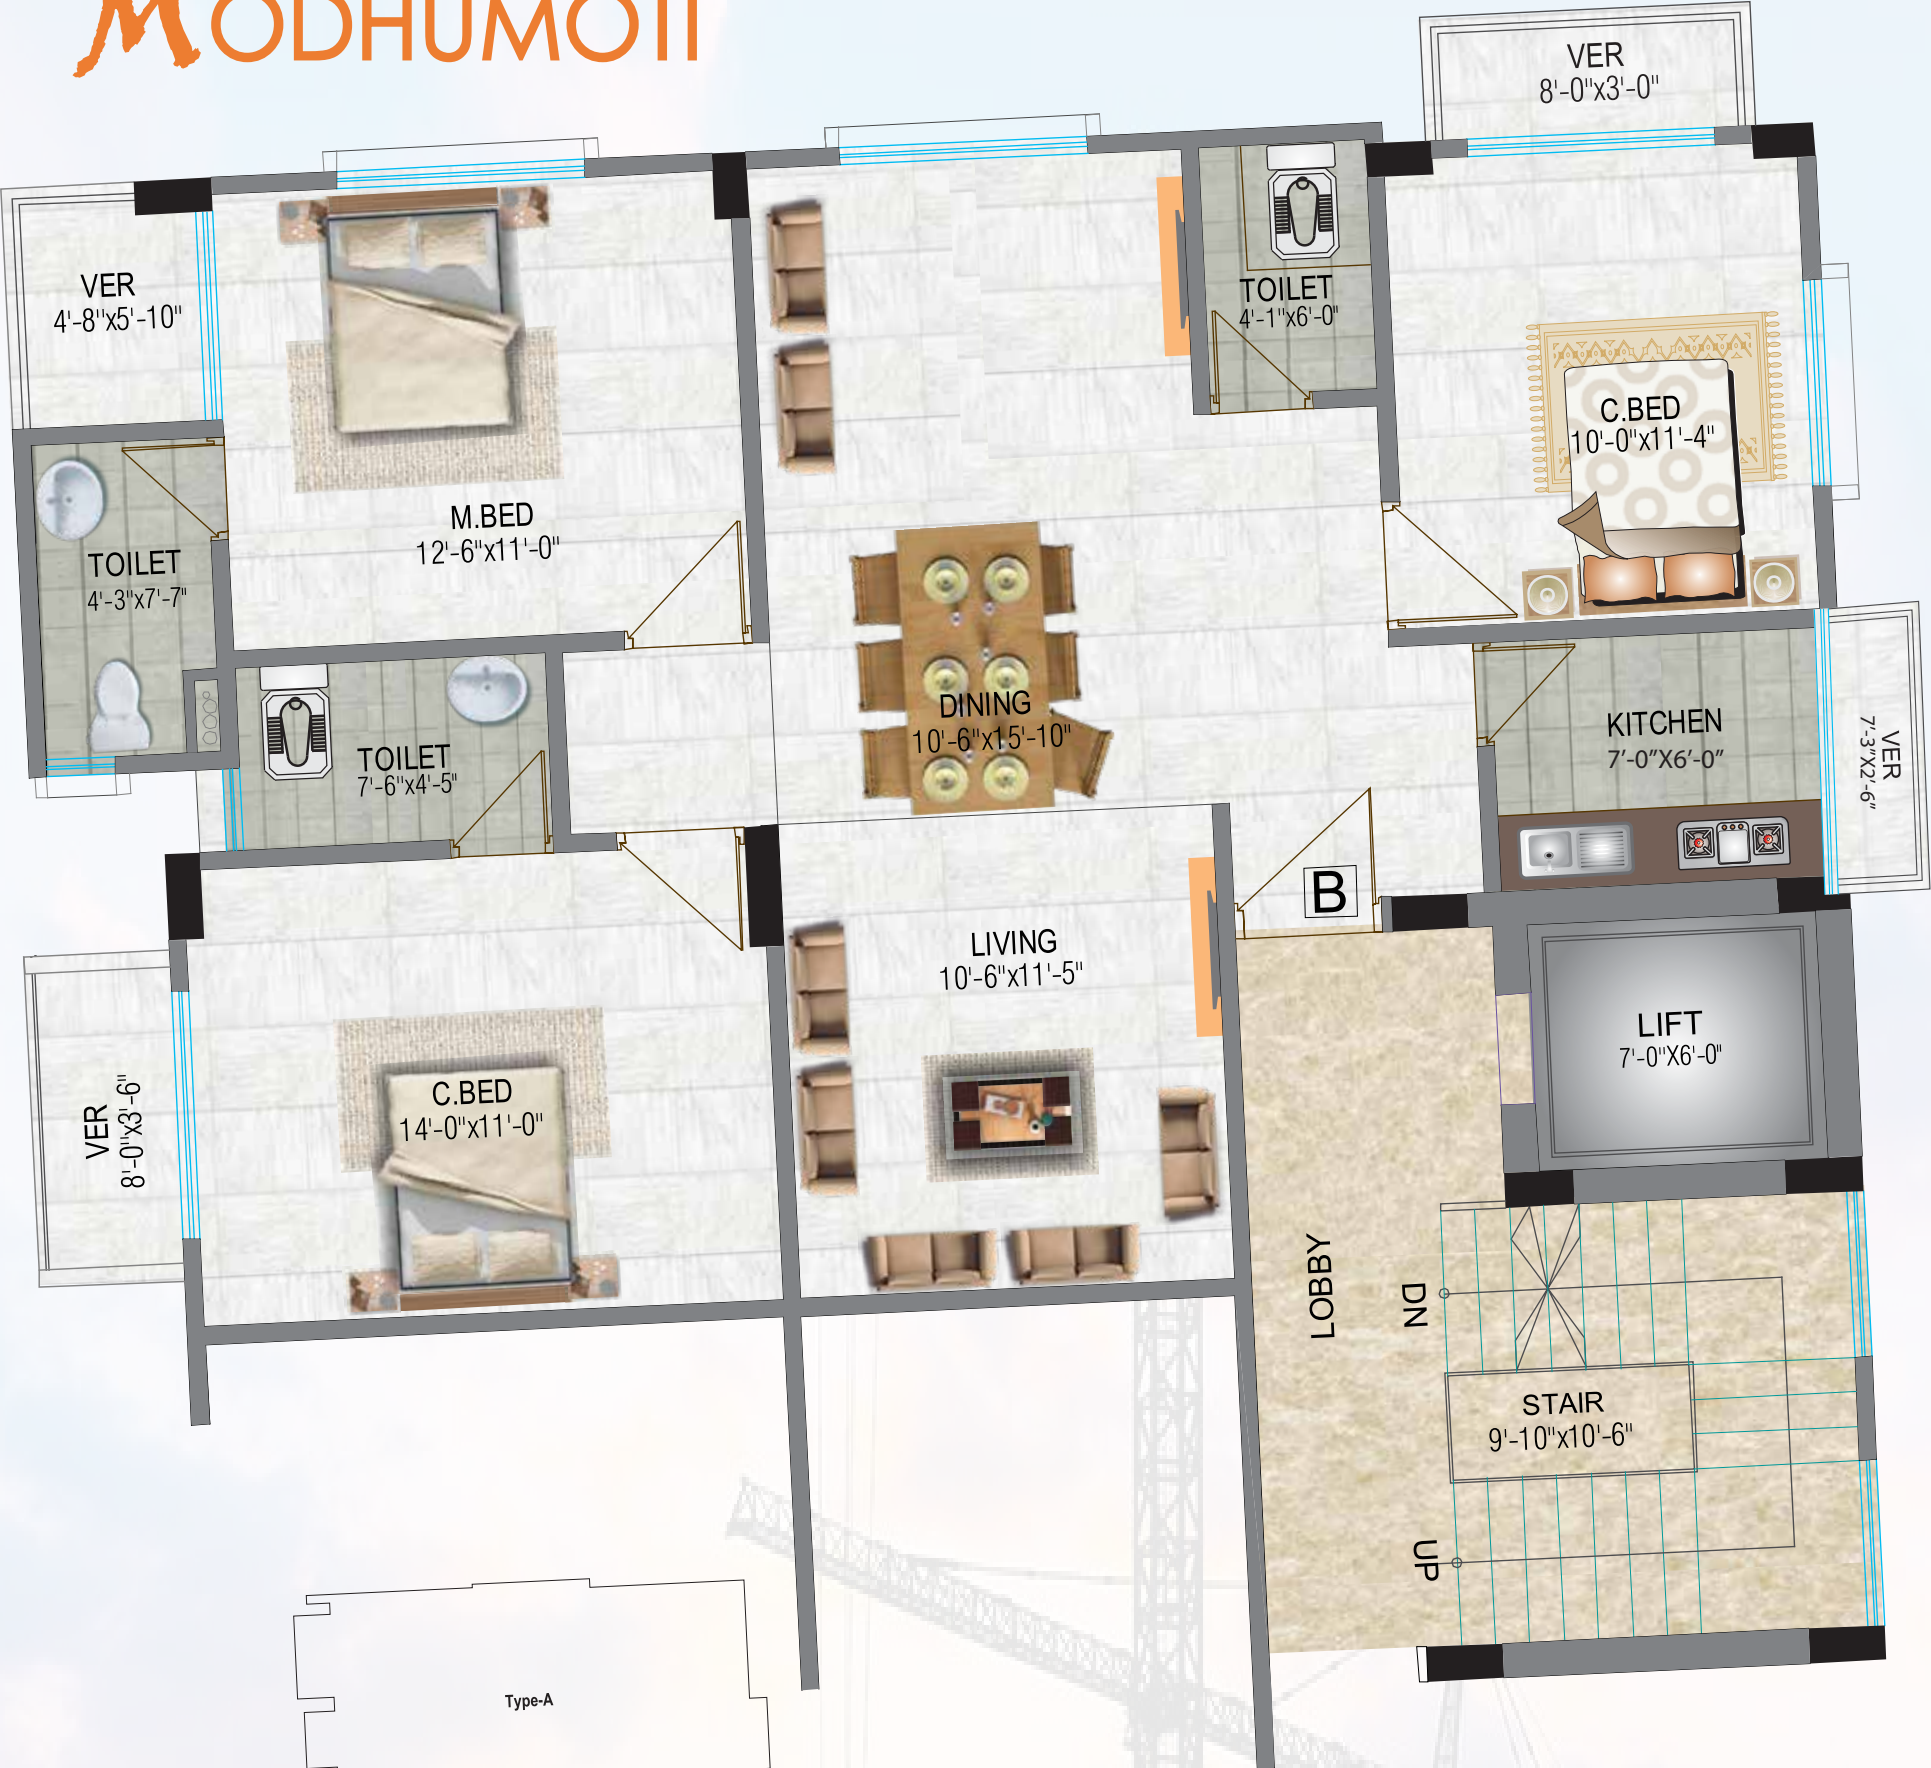 MODHUMOTI
VER
8'-0"x3'-0"
VER
4'-8"x5'-10"
TOILET
4'-1"x6'-0"
C.BED
10'-0"x11'-4"
M.BED
12'-6"x11'-0"
TOILET
4'-3"x7'-7"
DINING
10'-6"x15'-10"
KITCHEN
7'-0"X6'-0"
VER
7'-3"X2'-6"
TOILET
7'-6"x4'-5"
B
LIVING
10'-6"x11'-5"
LIFT
7'-0"X6'-0"
C.BED
14'-0"x11'-0"
VER
8'-0"x3'-6"
LOBBY
DN
STAIR
9'-10"x10'-6"
UP
Type-A